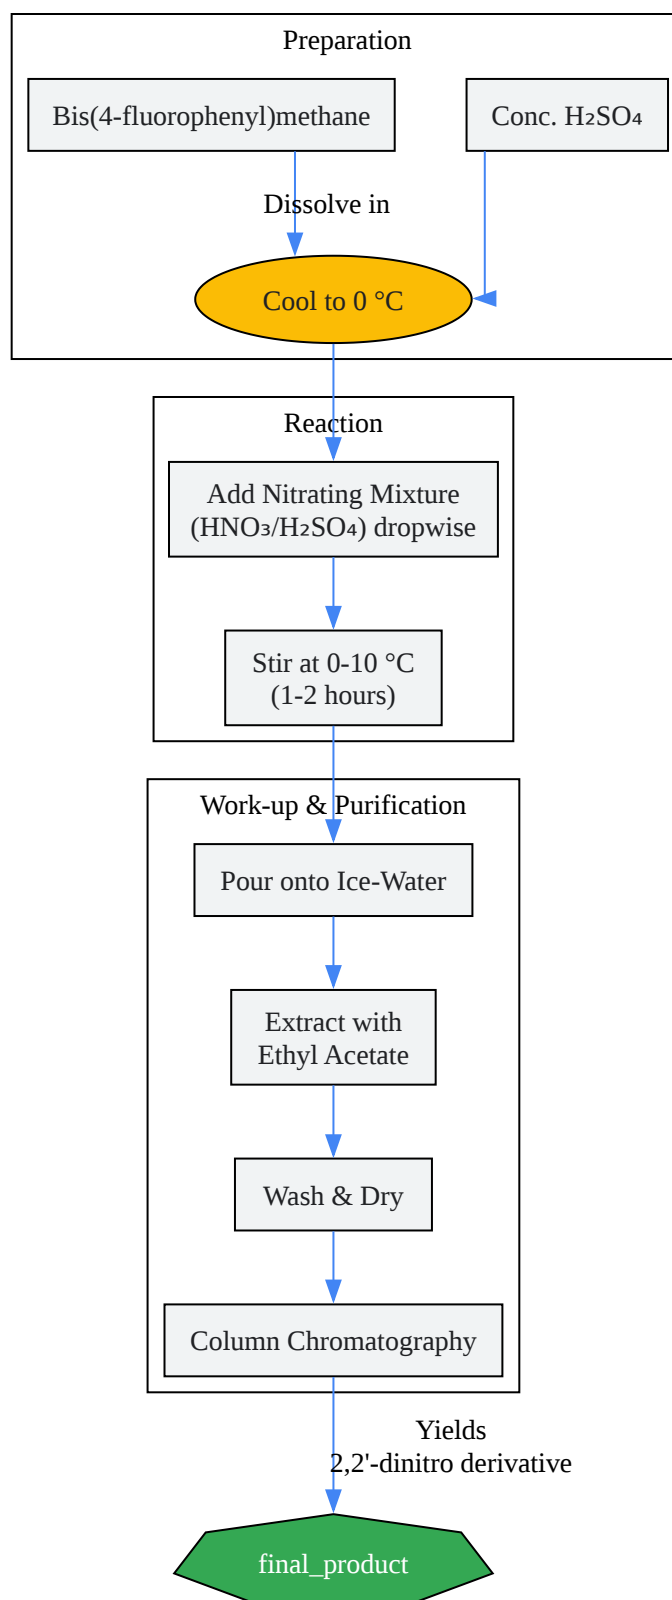 Preparation
Bis(4-fluorophenyl)methane
Conc. H₂SO₄
Dissolve in
Cool to 0 °C
Reaction
Add Nitrating Mixture
(HNO₃/H₂SO₄) dropwise
Stir at 0-10 °C
(1-2 hours)
Work-up & Purification
Pour onto Ice-Water
Extract with
Ethyl Acetate
Wash & Dry
Column Chromatography
Yields
2,2'-dinitro derivative
final_product